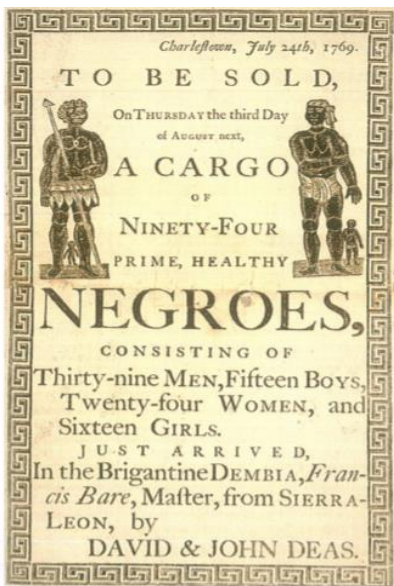 Charlestown, July 24th, 1769.
TO BE SOLD,
On THURSDAY the third Day
of AUGUST next,
A CARGO
OF
NINETY-FOUR
PRIME, HEALTHY
NEGROES,
CONSISTING OF
Thirty-nine MEN, Fifteen BOYS,
Twenty-four WOMEN, and
Sixteen GIRLS.
JUST ARRIVED,
In the Brigantine DEMBIA, Fran-
cis Bare, Maſter, from SIERRA-
LEON, by
DAVID & JOHN DEAS.